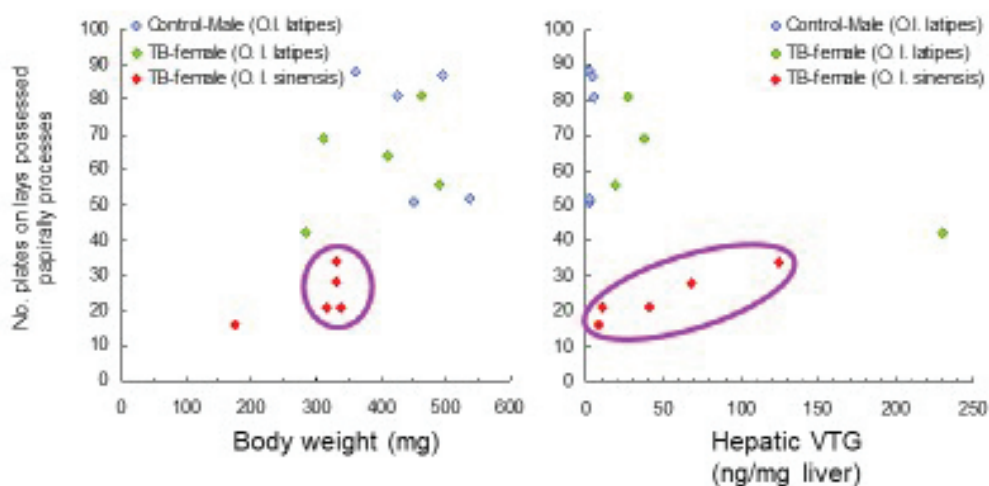 No. plates on lays possessed
papirally processes
Control-Male (O.l. latipes)
TB-female (O. l. latipes)
TB-female (O. l. sinensis)
100
90
80
70
60
50
40
30
20
10
0
0 100 200 300 400 500 600
Body weight (mg)
Control-Male (O.l. latipes)
TB-female (O. l. latipes)
TB-female (O. l. sinensis)
100
90
80
70
60
50
40
30
20
10
0
0 50 100 150 200 250
Hepatic VTG
(ng/mg liver)